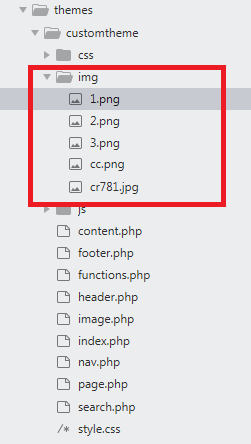 themes
customtheme
css
img
1.png
2.png
3.png
cc.png
cr781.jpg
js
content.php
footer.php
functions.php
header.php
image.php
index.php
nav.php
page.php
search.php
/* style.css